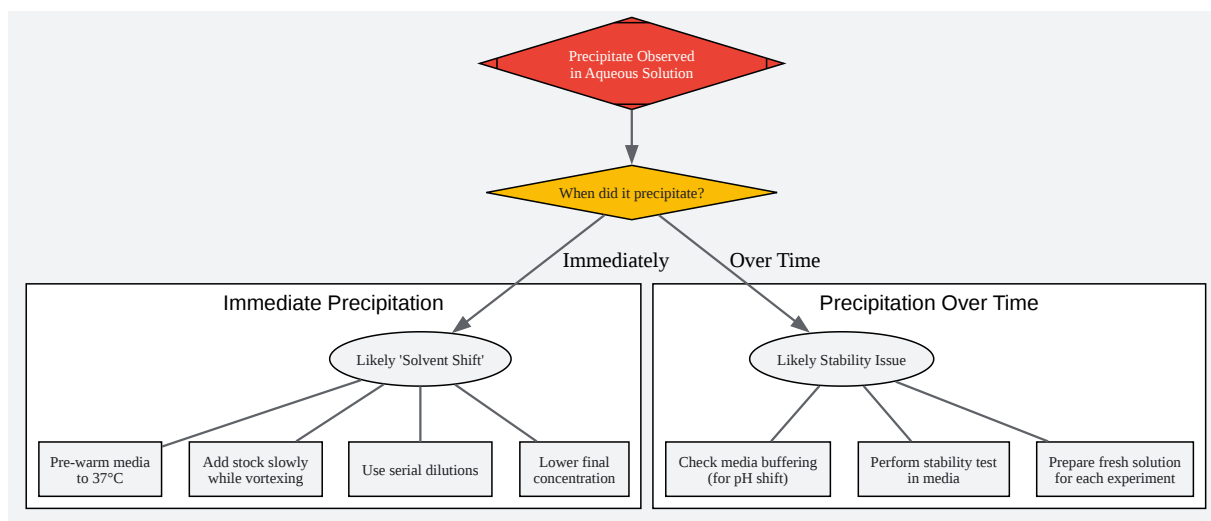 Precipitate Observed
in Aqueous Solution
When did it precipitate?
Immediately
Over Time
Immediate Precipitation
Likely 'Solvent Shift'
Pre-warm media
to 37°C
Add stock slowly
while vortexing
Use serial dilutions
Lower final
concentration
Precipitation Over Time
Likely Stability Issue
Check media buffering
(for pH shift)
Perform stability test
in media
Prepare fresh solution
for each experiment